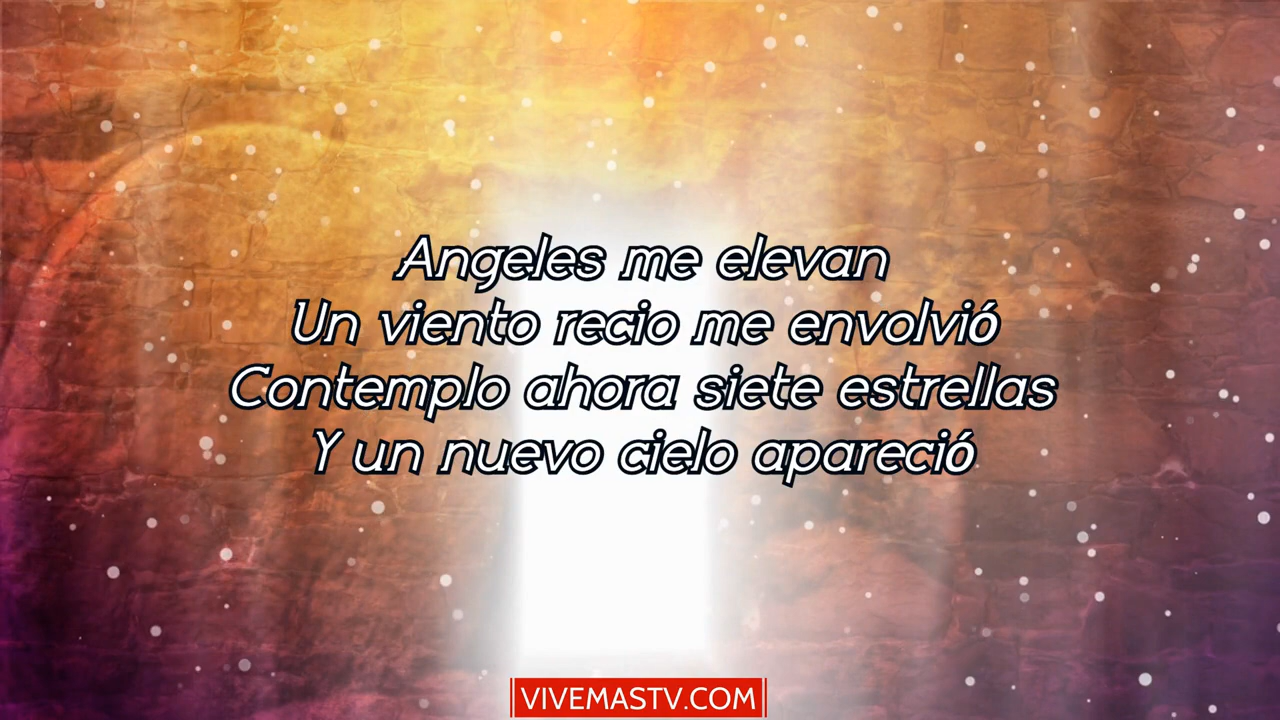 Angeles me elevan
Un viento recio me envolvió
Contemplo ahora siete estrellas
Y un nuevo cielo apareció
VIVEMASTV.COM